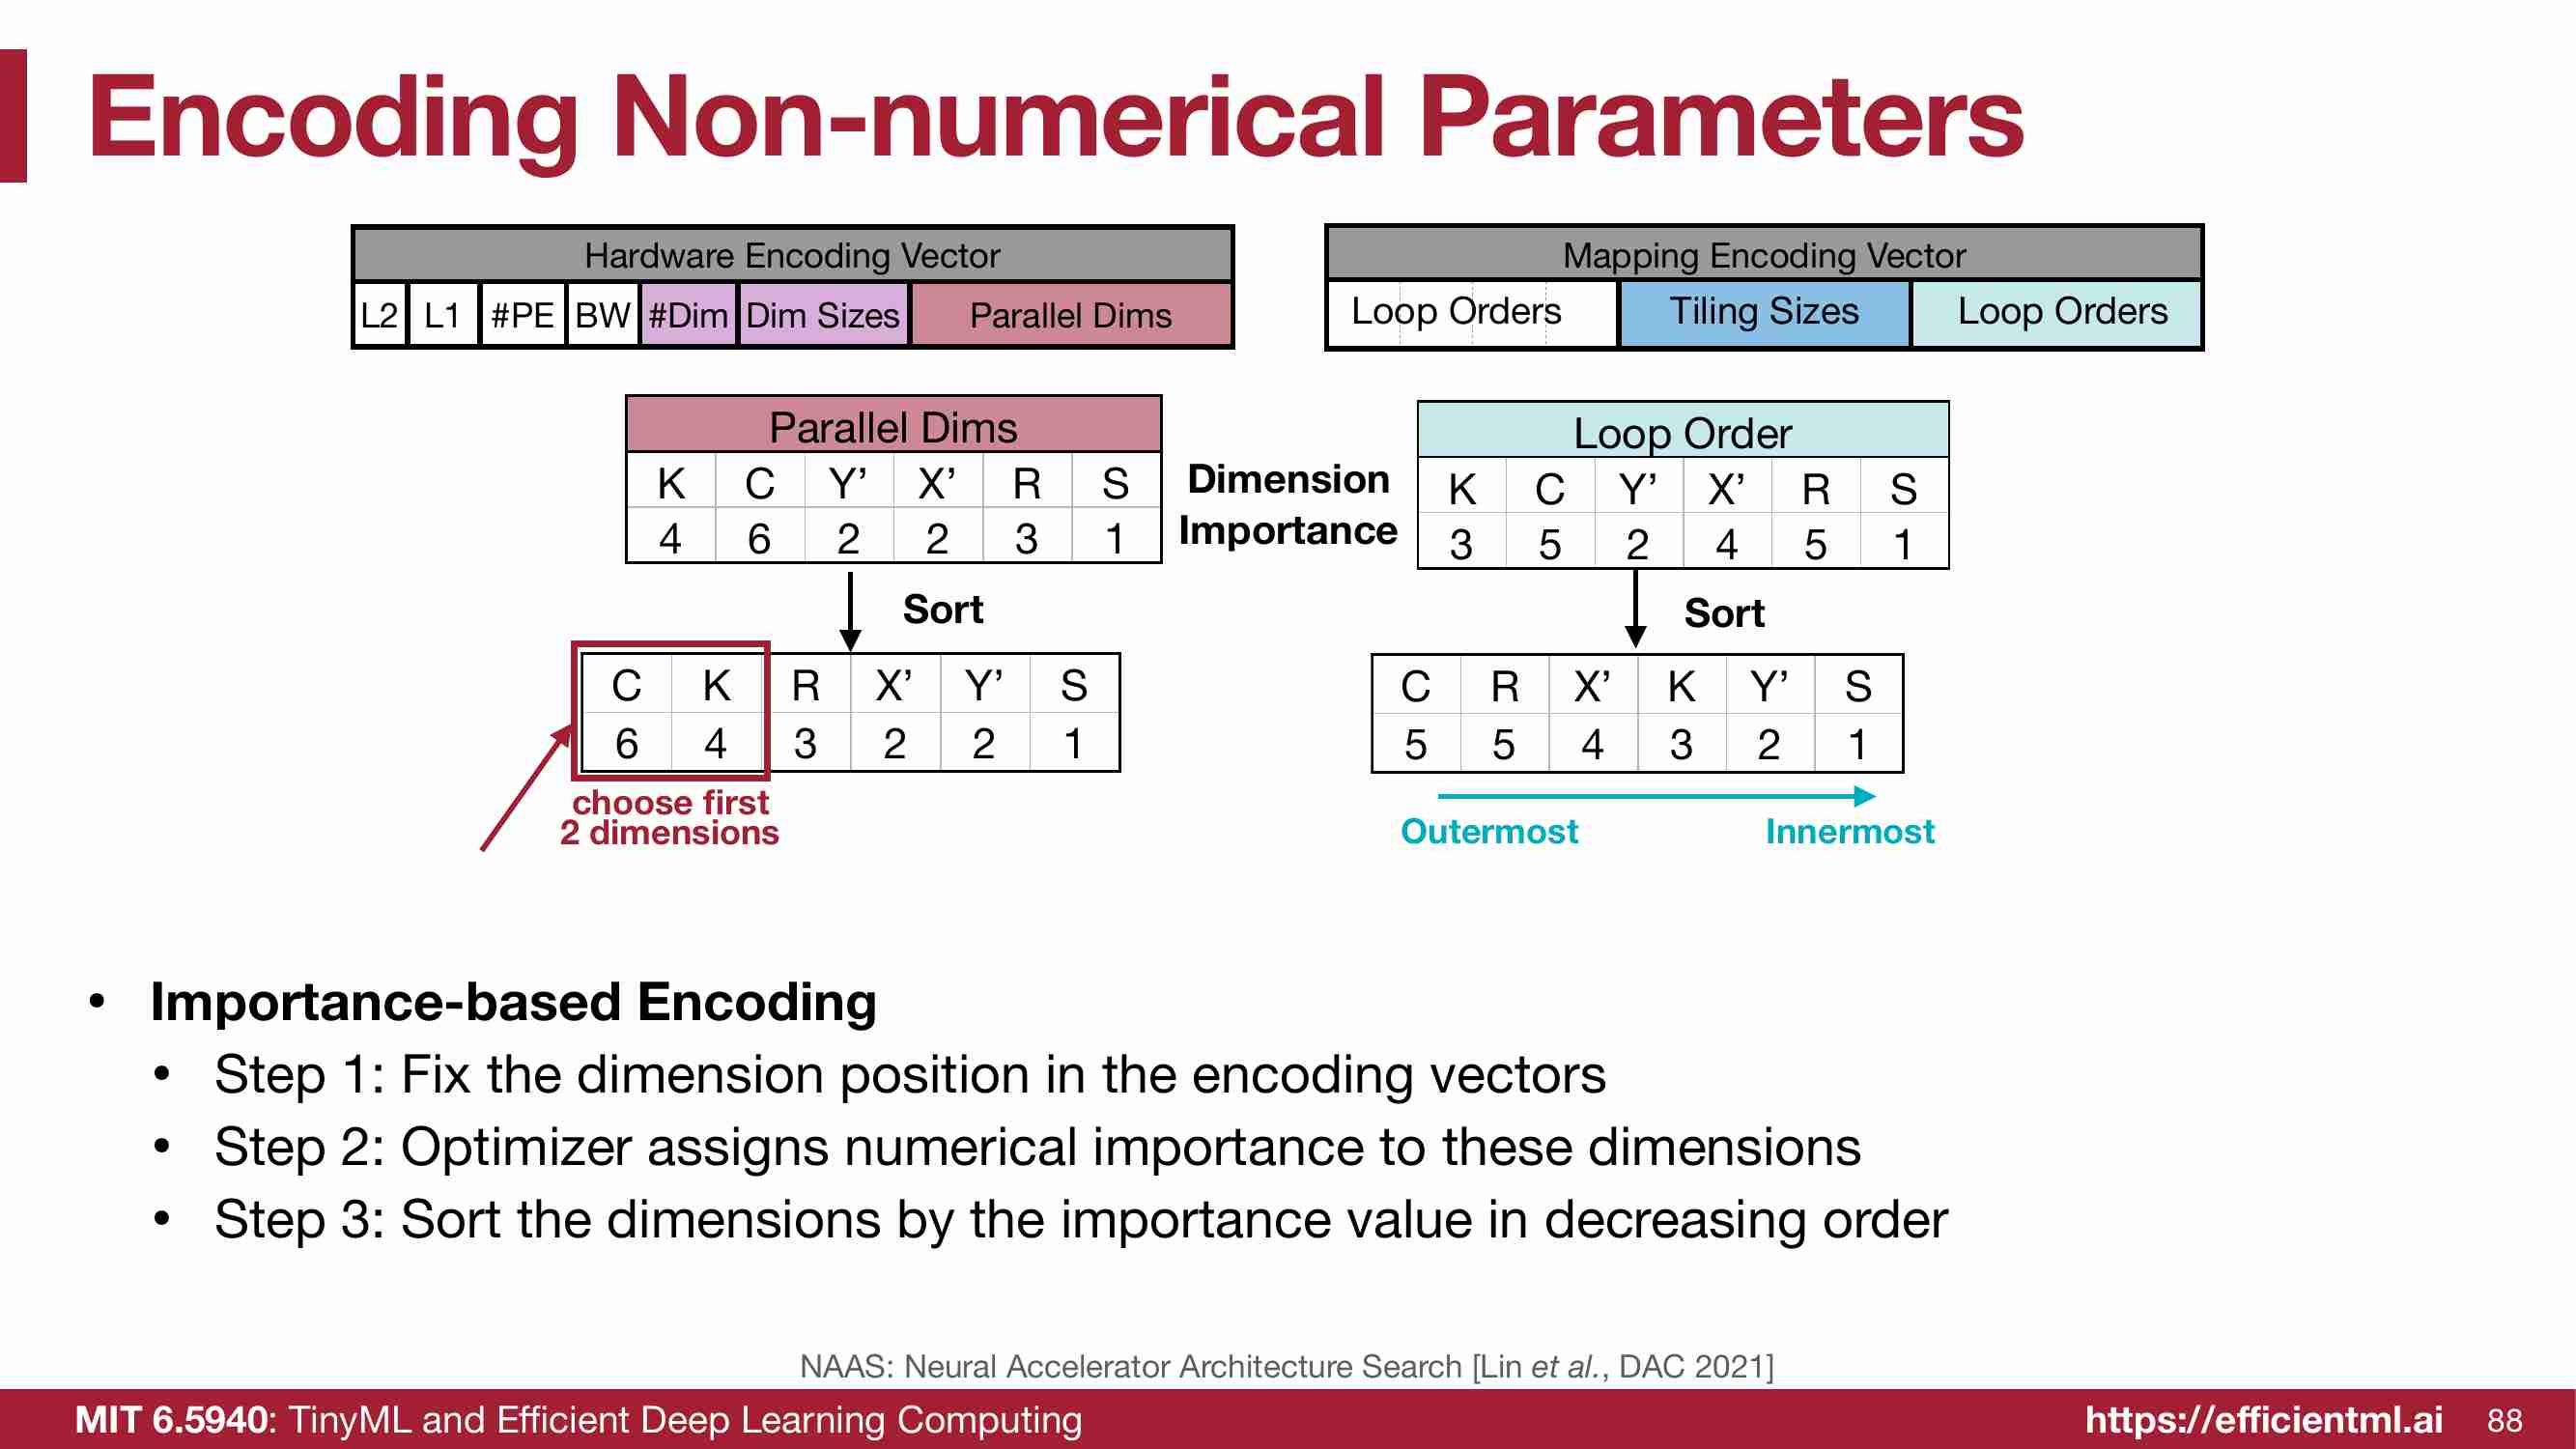 Encoding Non-numerical Parameters
Hardware Encoding Vector
L2 L1 #PE BW #Dim Dim Sizes Parallel Dims
Mapping Encoding Vector
Loop Orders Tiling Sizes Loop Orders
Parallel Dims
K C Y’ X’ R S
4 6 2 2 3 1
Dimension
Importance
Loop Order
K C Y’ X’ R S
3 5 2 4 5 1
Sort
C K R X’ Y’ S
6 4 3 2 2 1
choose first
2 dimensions
Sort
C R X’ K Y’ S
5 5 4 3 2 1
Outermost Innermost
• Importance-based Encoding
• Step 1: Fix the dimension position in the encoding vectors
• Step 2: Optimizer assigns numerical importance to these dimensions
• Step 3: Sort the dimensions by the importance value in decreasing order
NAAS: Neural Accelerator Architecture Search [Lin et al., DAC 2021]
MIT 6.5940: TinyML and Efficient Deep Learning Computing https://efficientml.ai 88